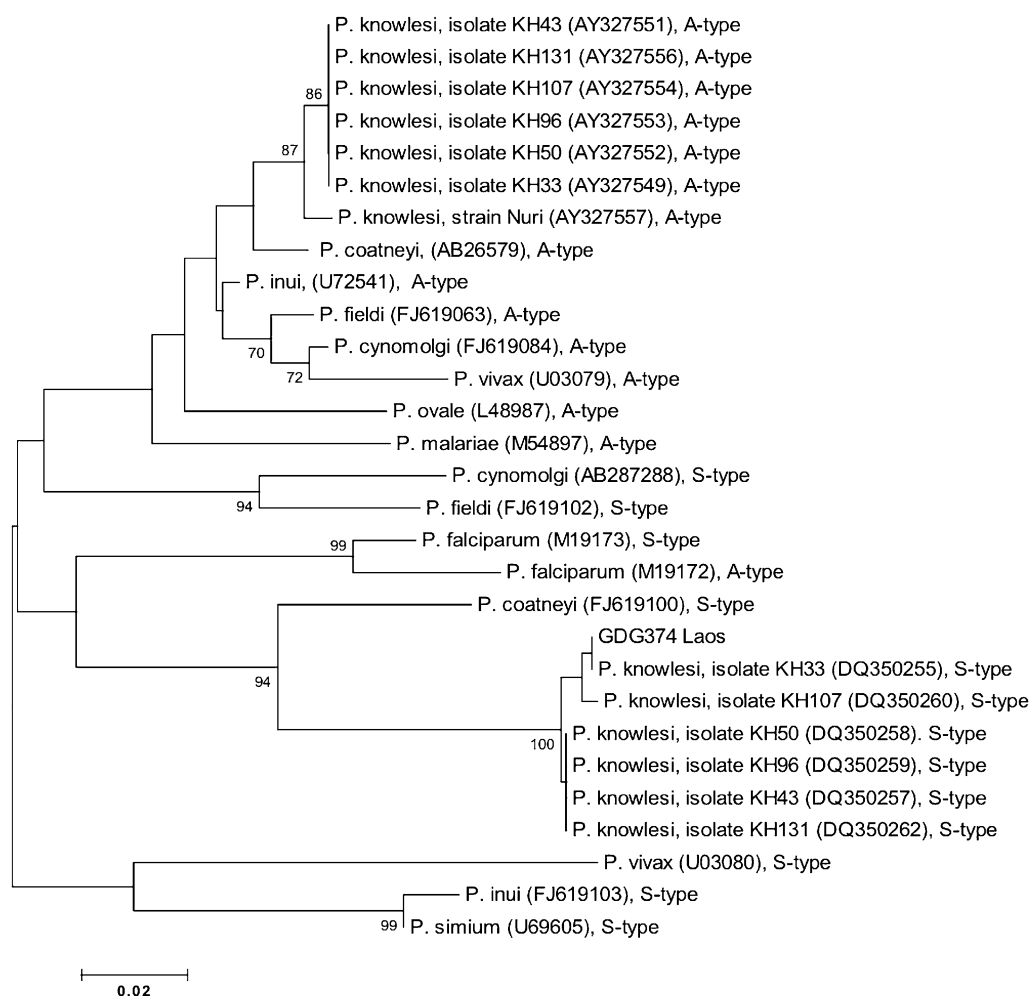 P. knowlesi, isolate KH43 (AY327551), A-type
P. knowlesi, isolate KH131 (AY327556), A-type
86
P. knowlesi, isolate KH107 (AY327554), A-type
P. knowlesi, isolate KH96 (AY327553), A-type
87
P. knowlesi, isolate KH50 (AY327552), A-type
P. knowlesi, isolate KH33 (AY327549), A-type
P. knowlesi, strain Nuri (AY327557), A-type
P. coatneyi, (AB26579), A-type
P. inui, (U72541), A-type
P. fieldi (FJ619063), A-type
70
P. cynomolgi (FJ619084), A-type
72
P. vivax (U03079), A-type
P. ovale (L48987), A-type
P. malariae (M54897), A-type
P. cynomolgi (AB287288), S-type
94
P. fieldi (FJ619102), S-type
99
P. falciparum (M19173), S-type
P. falciparum (M19172), A-type
P. coatneyi (FJ619100), S-type
GDG374 Laos
P. knowlesi, isolate KH33 (DQ350255), S-type
94
P. knowlesi, isolate KH107 (DQ350260), S-type
P. knowlesi, isolate KH50 (DQ350258). S-type
100
P. knowlesi, isolate KH96 (DQ350259), S-type
P. knowlesi, isolate KH43 (DQ350257), S-type
P. knowlesi, isolate KH131 (DQ350262), S-type
P. vivax (U03080), S-type
P. inui (FJ619103), S-type
99
P. simium (U69605), S-type
0.02